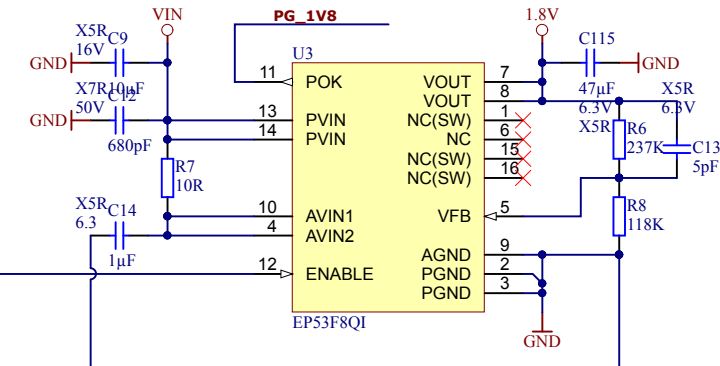 VIN
PG_1V8
1.8V
X5R
C9
16V
GND
X7R
10µF
C12
50V
GND
680pF
R7
10R
X5R
C14
6.3
1µF
U3
11
POK
13
PVIN
14
PVIN
10
AVIN1
4
AVIN2
12
ENABLE
VOUT
7
VOUT
8
NC(SW)
1
NC
6
NC(SW)
15
NC(SW)
16
VFB
5
AGND
9
PGND
2
PGND
3
EP53F8QI
C115
GND
47µF
6.3V
X5R
X5R
6.3V
R6
237K
C13
5pF
R8
118K
GND